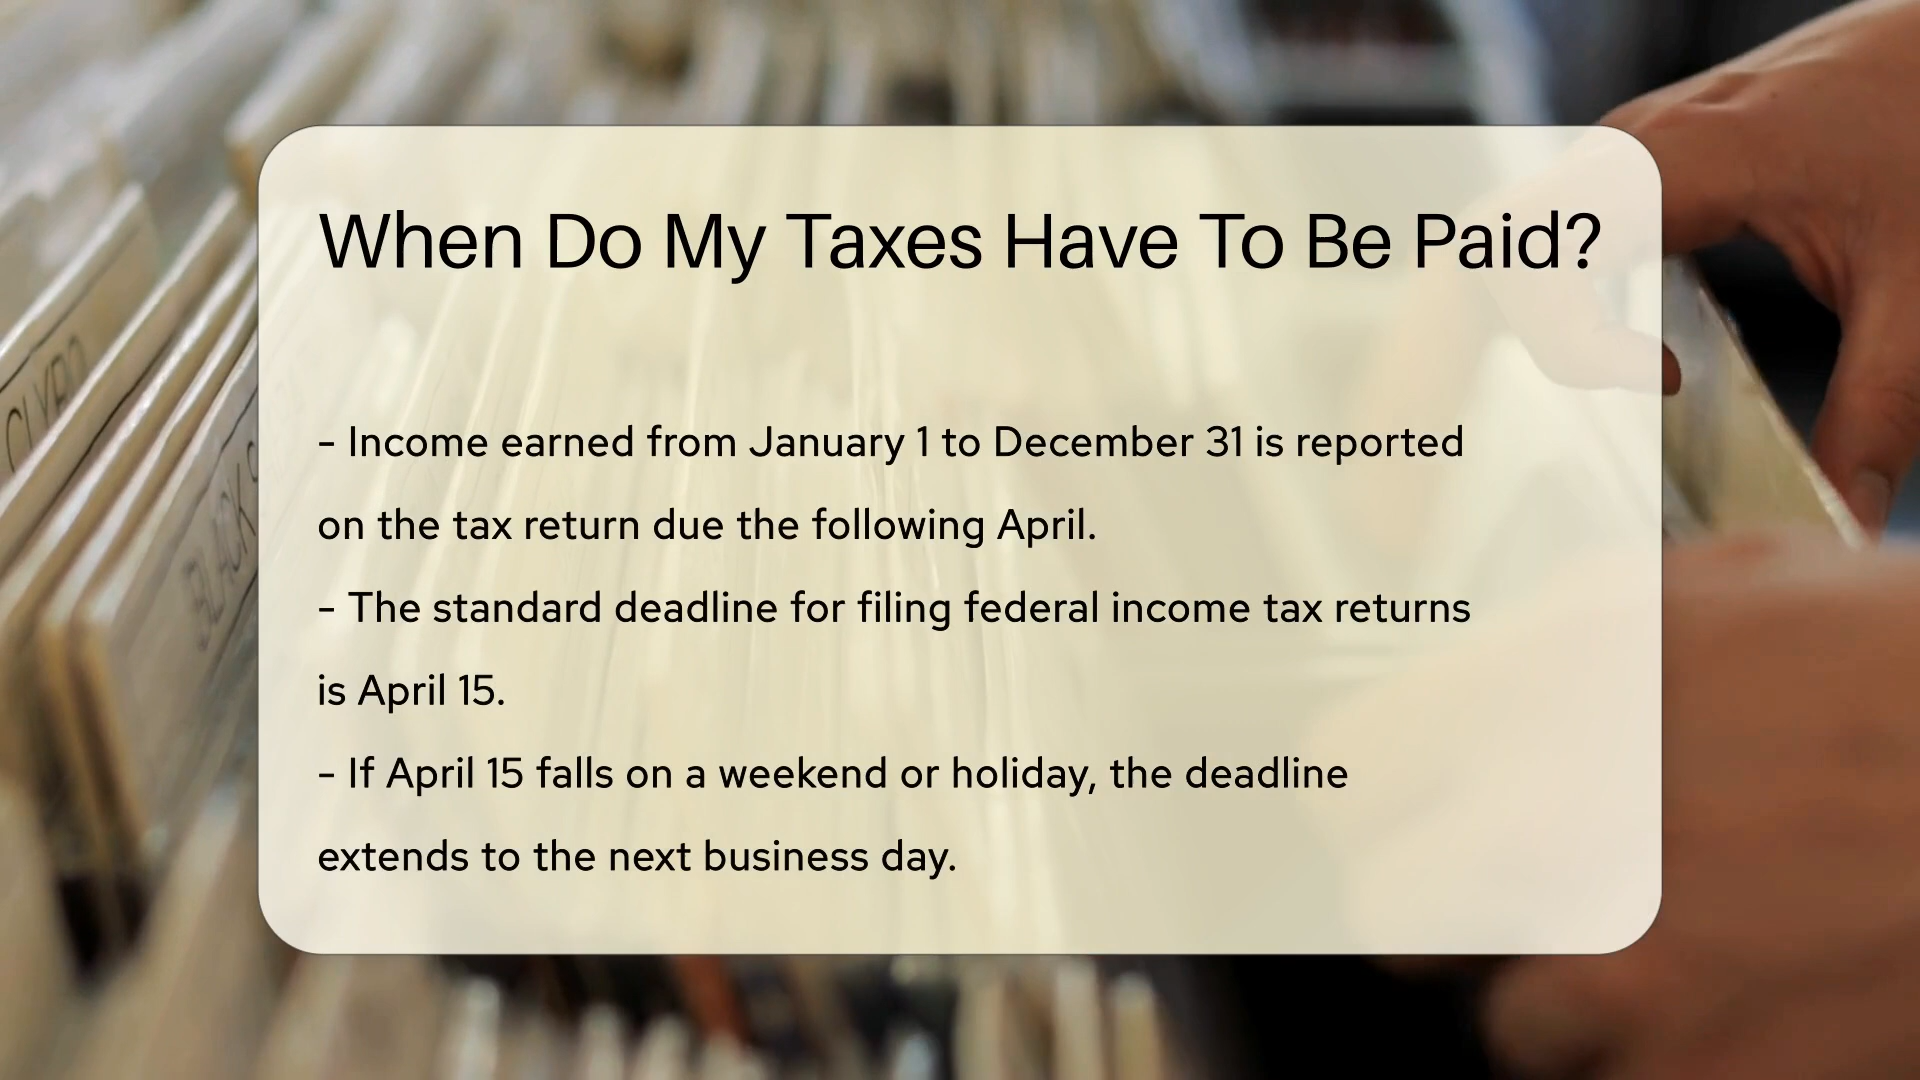 When Do My Taxes Have To Be Paid?
- Income earned from January 1 to December 31 is reported
on the tax return due the following April.
- The standard deadline for filing federal income tax returns
is April 15.
- If April 15 falls on a weekend or holiday, the deadline
extends to the next business day.